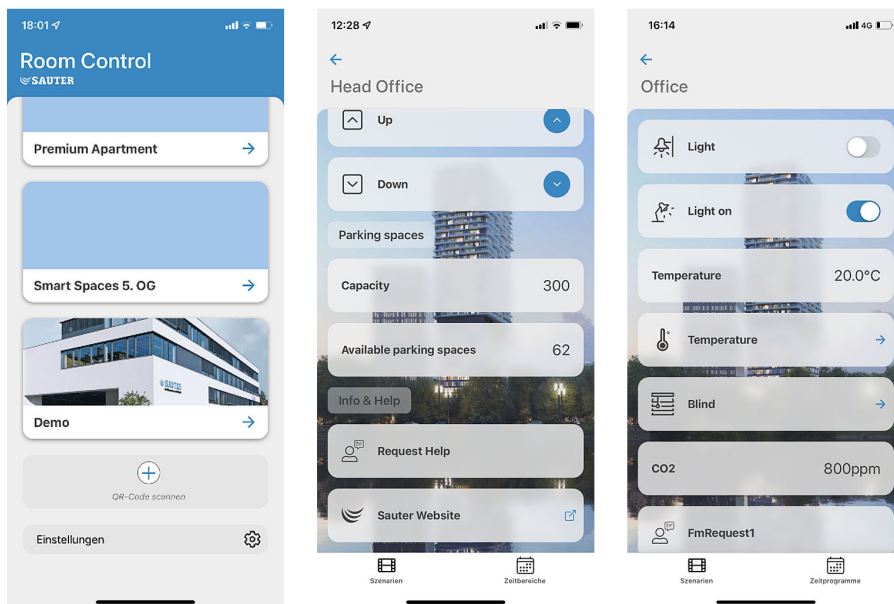 18:01
Room Control
SAUTER
Premium Apartment
Smart Spaces 5. OG
SAUTER
Demo
QR-Code scannen
Einstellungen
12:28
Head Office
Up
Down
Parking spaces
Capacity 300
Available parking spaces 62
Info & Help
Request Help
Sauter Website
Szenarien Zeitbereiche
16:14 4G
Office
Light
Light on
Temperature 20.0°C
Temperature
Blind
CO2 800ppm
FmRequest1
Szenarien Zeitprogramme